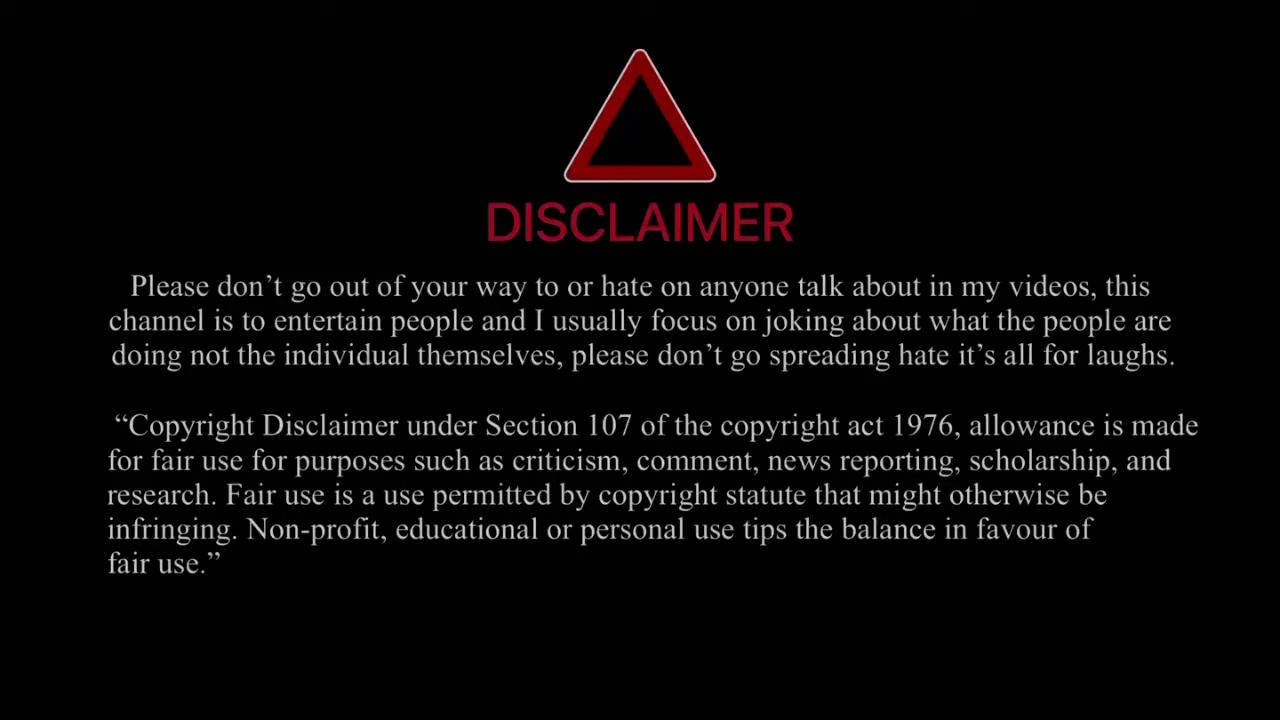 DISCLAIMER
Please don’t go out of your way to or hate on anyone talk about in my videos, this
channel is to entertain people and I usually focus on joking about what the people are
doing not the individual themselves, please don’t go spreading hate it’s all for laughs.
“Copyright Disclaimer under Section 107 of the copyright act 1976, allowance is made
for fair use for purposes such as criticism, comment, news reporting, scholarship, and
research. Fair use is a use permitted by copyright statute that might otherwise be
infringing. Non-profit, educational or personal use tips the balance in favour of
fair use.”